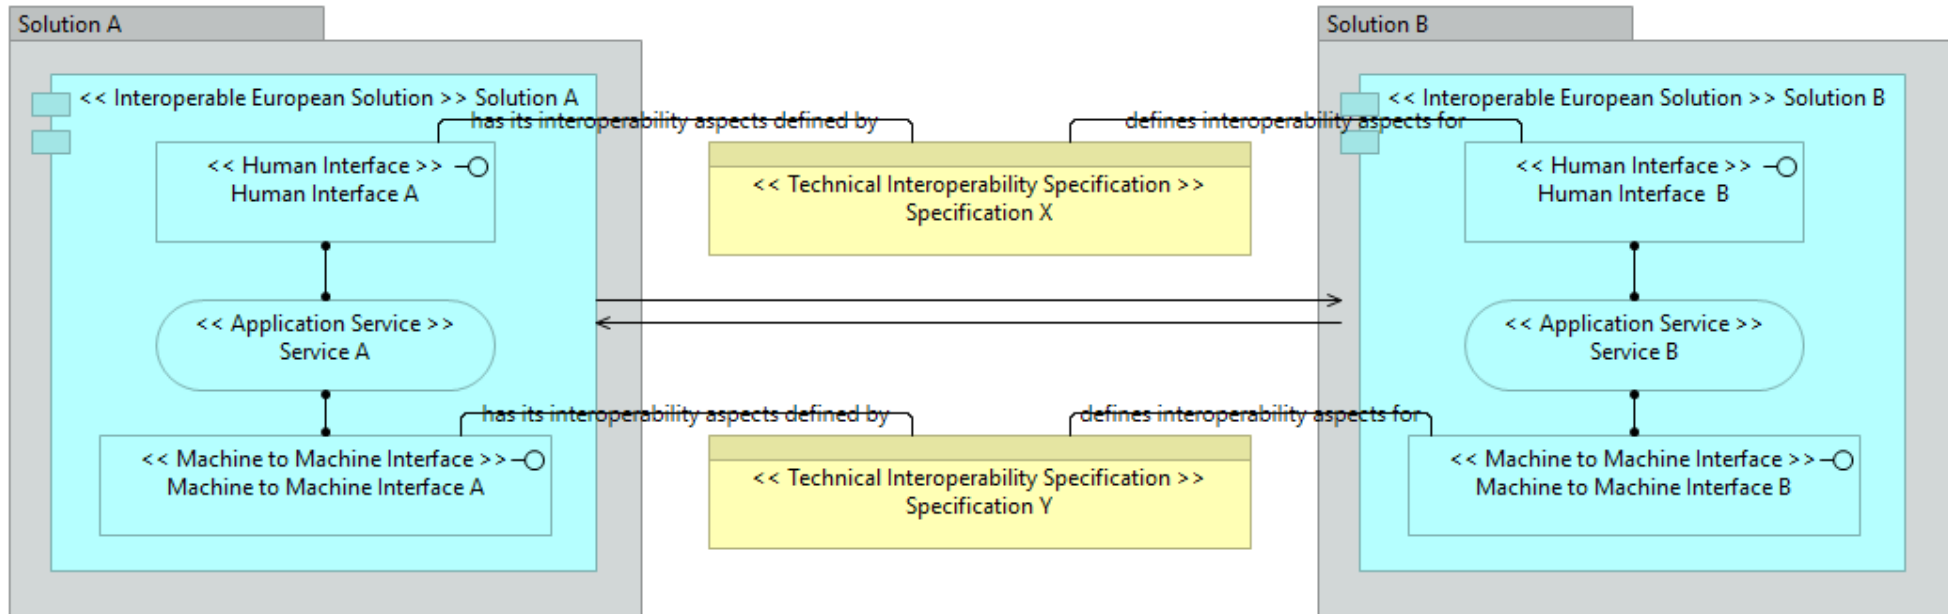 Solution A
<< Interoperable European Solution >> Solution A
has its interoperability aspects defined by
<< Human Interface >>
Human Interface A
<< Application Service >>
Service A
has its interoperability aspects defined by
<< Machine to Machine Interface >>
Machine to Machine Interface A
<< Technical Interoperability Specification >>
Specification X
<< Technical Interoperability Specification >>
Specification Y
Solution B
<< Interoperable European Solution >> Solution B
defines interoperability aspects for
<< Human Interface >>
Human Interface B
<< Application Service >>
Service B
defines interoperability aspects for
<< Machine to Machine Interface >>
Machine to Machine Interface B